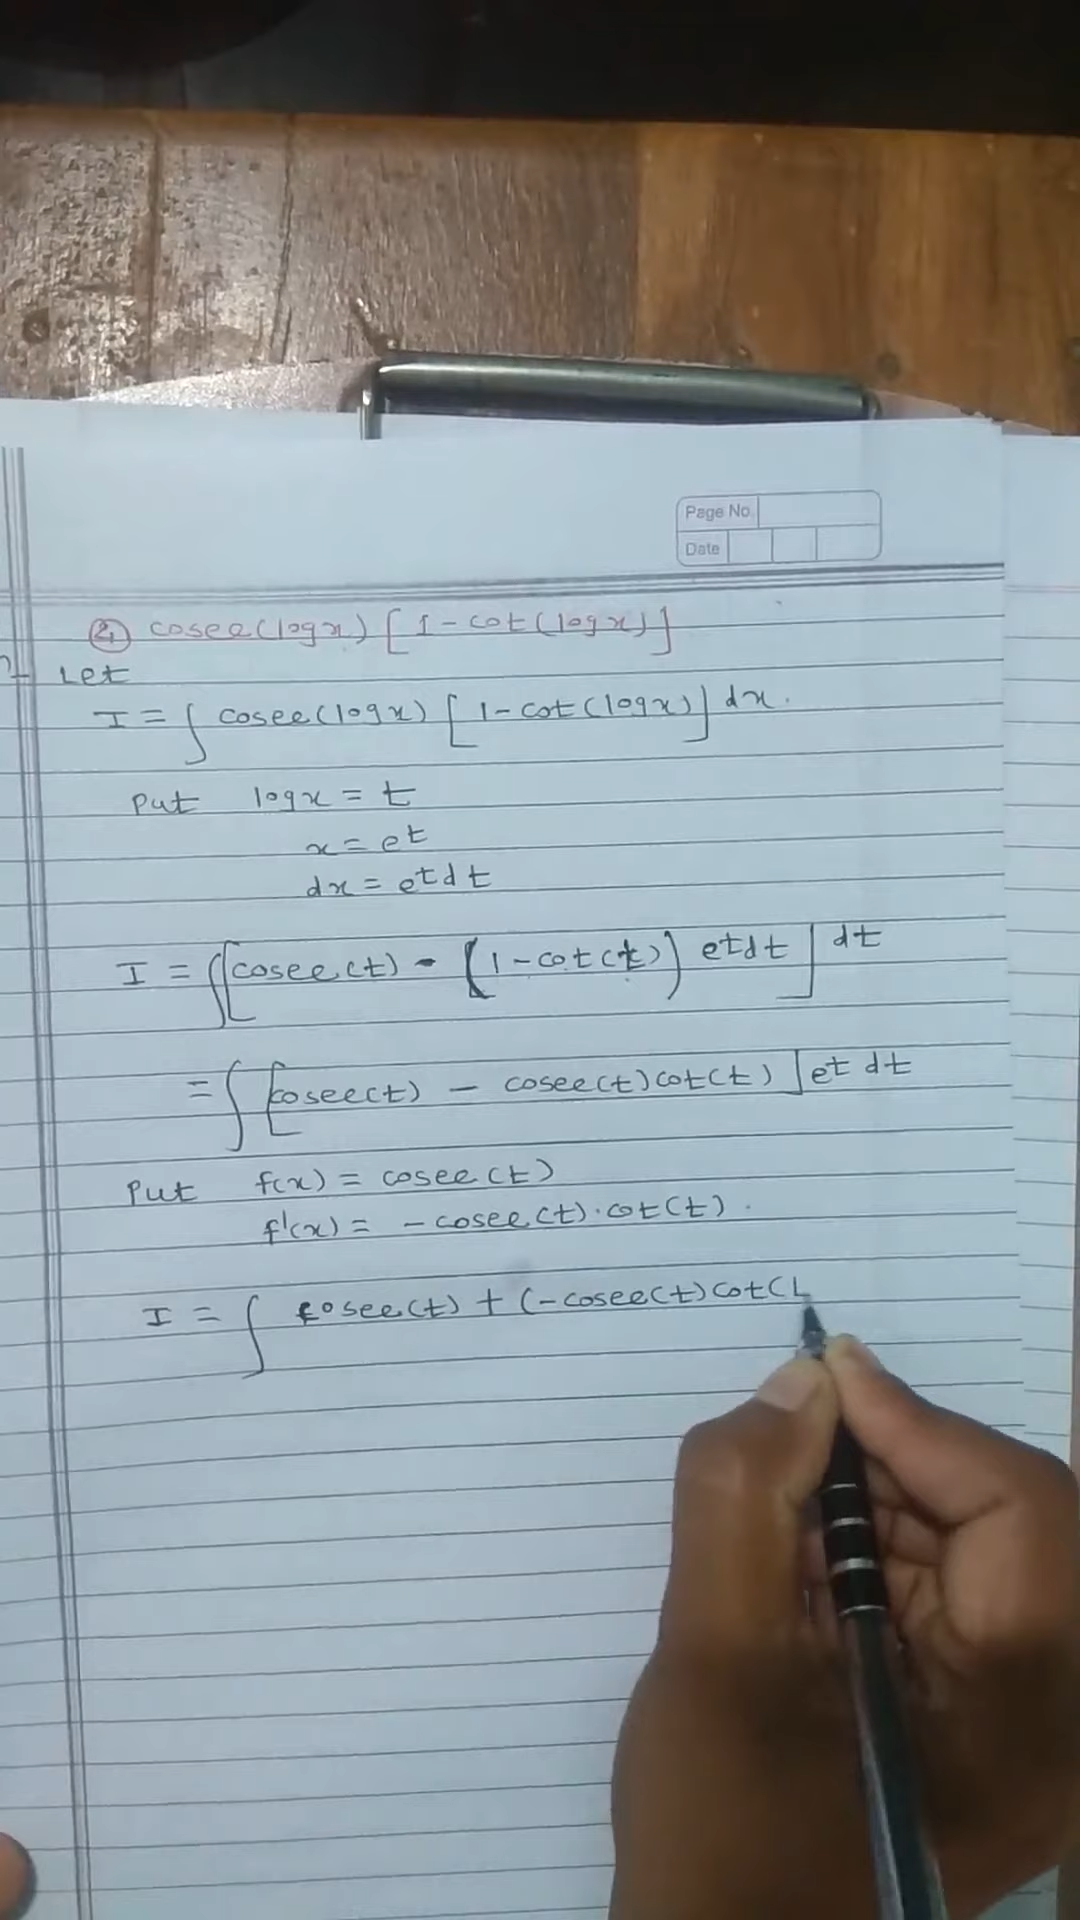 Page No.
Date
② cosec(logx) [1-cot(logx)]
Let
I = ∫ cosec(logx) [1-cot(logx)] dx.
Put logx = t
x = e^t
dx = e^t dt
I = ∫[cosec(t) - (1-cot(t)) e^t dt] dt
= ∫ [cosec(t) - cosec(t)cot(t)] e^t dt
Put f(x) = cosec(t)
f'(x) = -cosec(t).cot(t).
I = ∫ cosec(t) + (-cosec(t)cot(